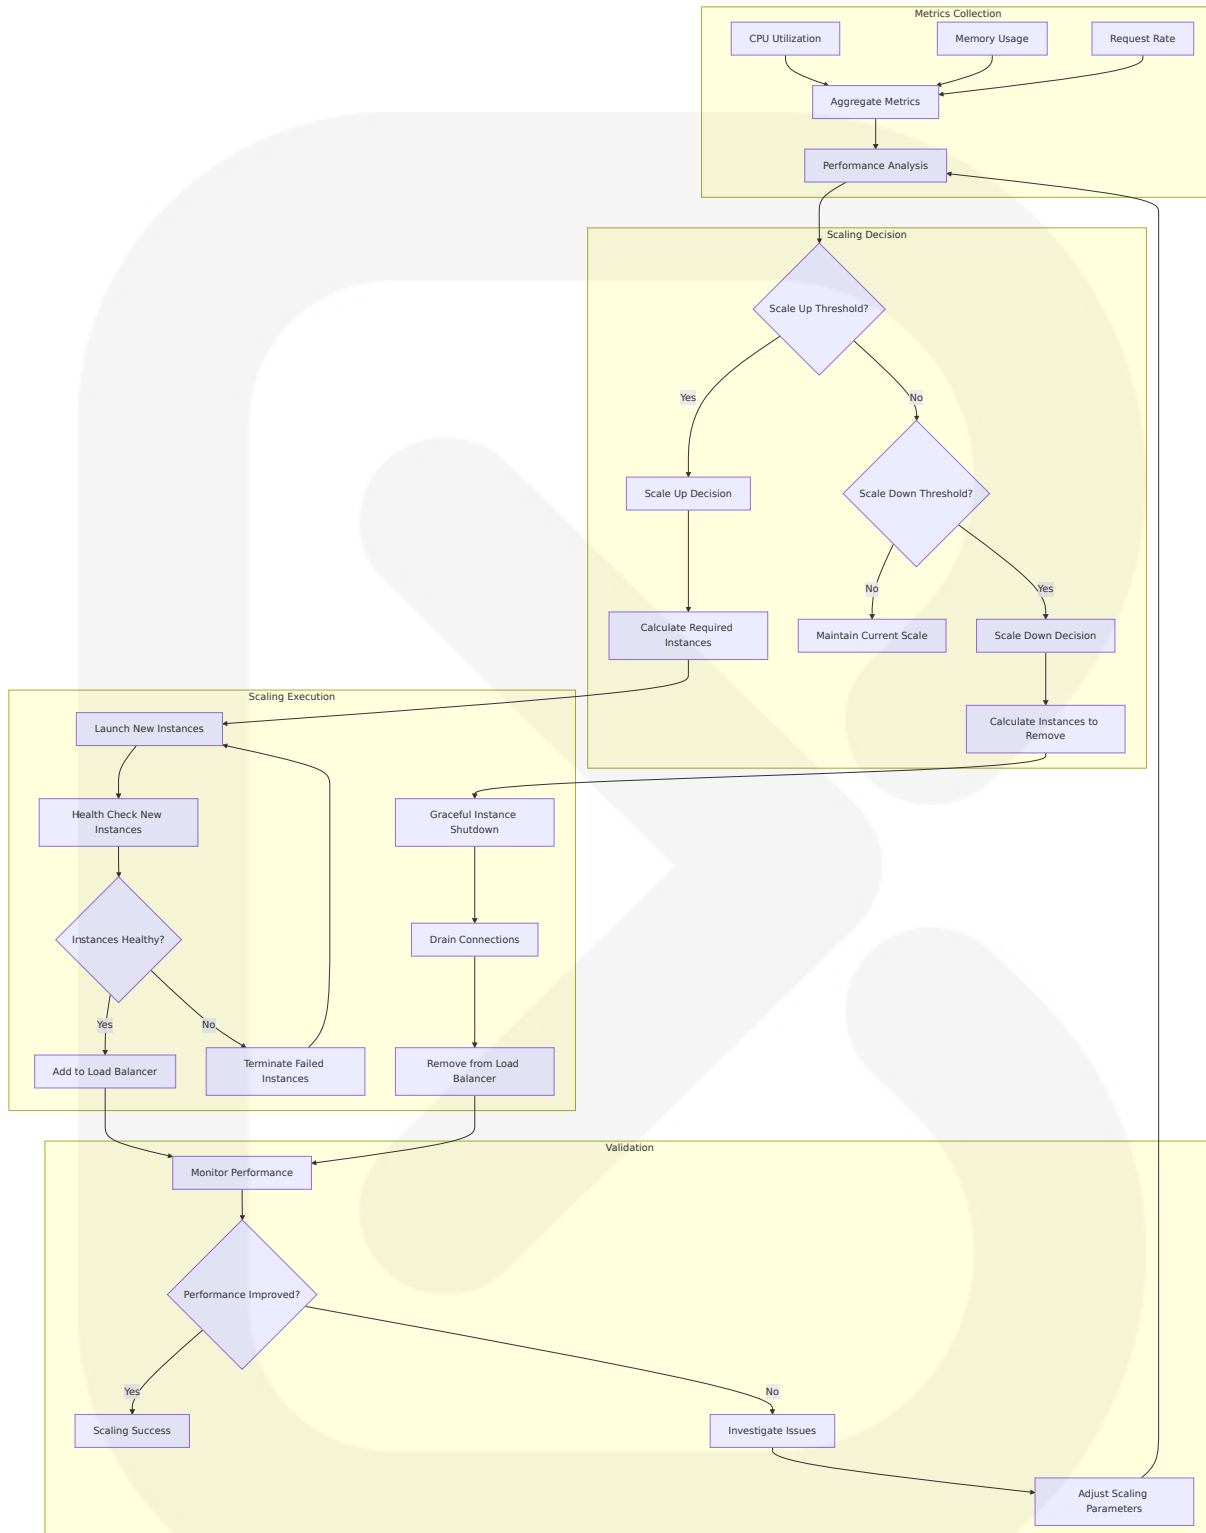 Metrics Collection
CPU Utilization
Memory Usage
Request Rate
Aggregate Metrics
Performance Analysis
Scaling Decision
Scale Up Threshold?
Yes
No
Scale Up Decision
Scale Down Threshold?
No
Yes
Calculate Required
Instances
Maintain Current Scale
Scale Down Decision
Calculate Instances to
Remove
Scaling Execution
Launch New Instances
Health Check New
Instances
Graceful Instance
Shutdown
Instances Healthy?
Drain Connections
Yes
No
Add to Load Balancer
Terminate Failed
Instances
Remove from Load
Balancer
Validation
Monitor Performance
Performance Improved?
Yes
No
Scaling Success
Investigate Issues
Adjust Scaling
Parameters